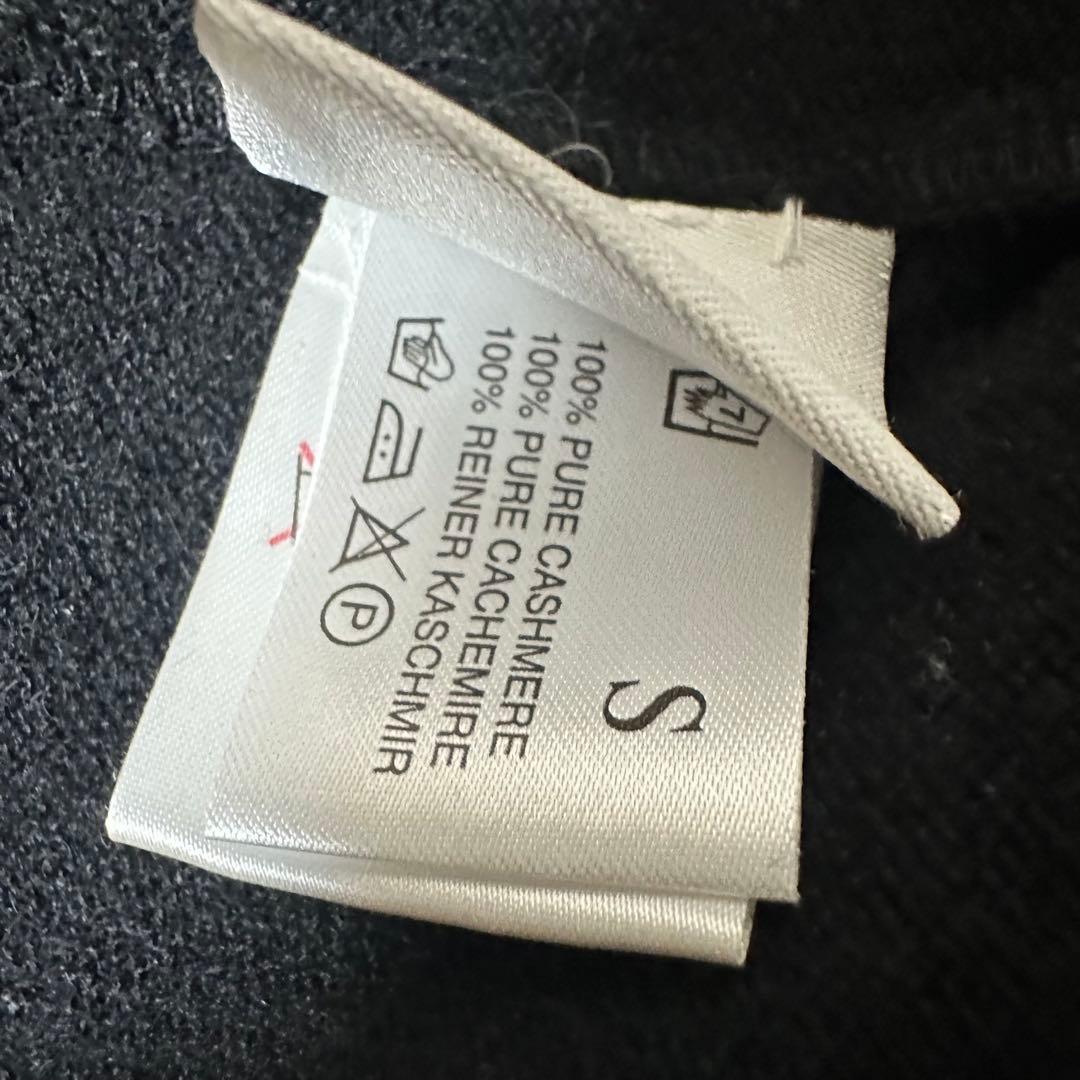 S
100% PURE CASHMERE
100% PURE CACHEMIRE
100% REINER KASCHMIR
P